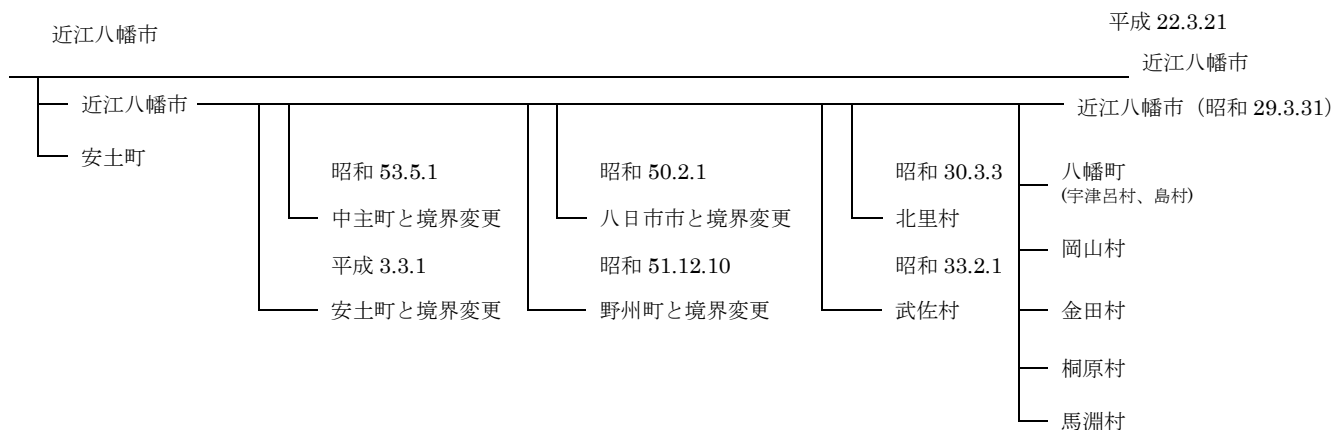 近江八幡市
平成 22.3.21
近江八幡市
近江八幡市
近江八幡市（昭和 29.3.31）
安土町
昭和 53.5.1
昭和 50.2.1
昭和 30.3.3
八幡町
(宇津呂村、島村)
中主町と境界変更
八日市市と境界変更
北里村
岡山村
平成 3.3.1
昭和 51.12.10
昭和 33.2.1
安土町と境界変更
野州町と境界変更
武佐村
金田村
桐原村
馬淵村